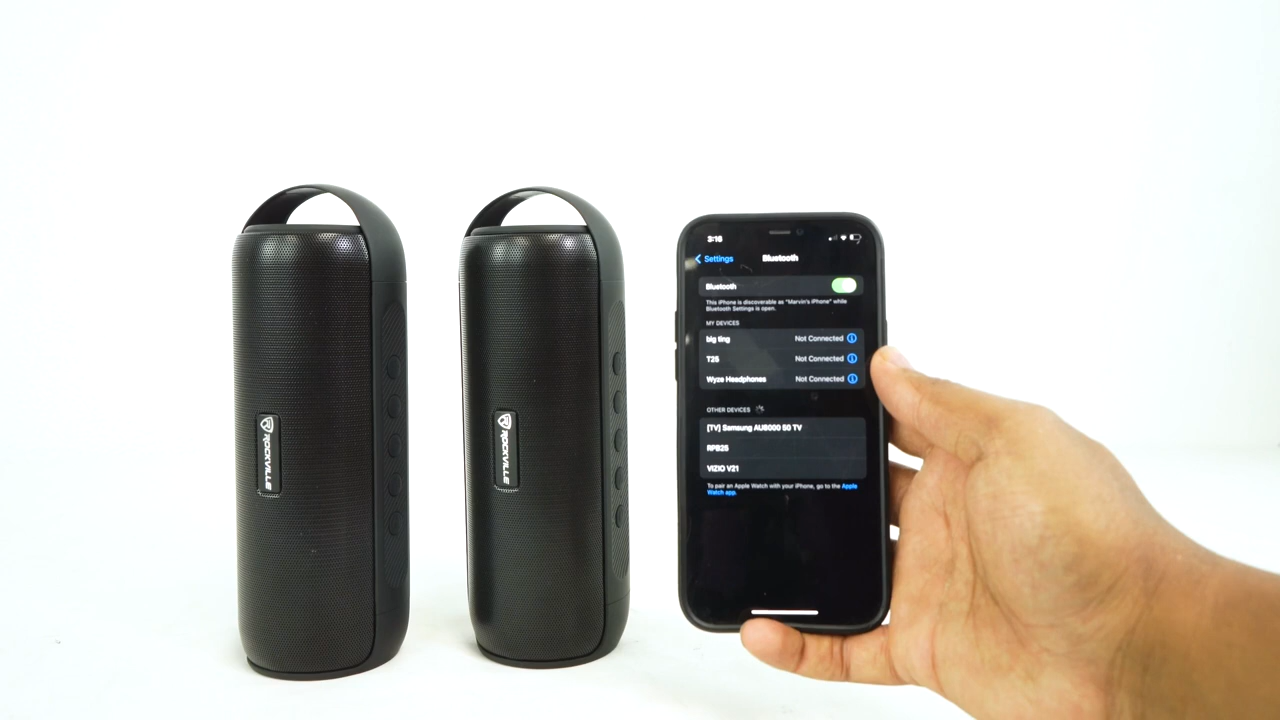 ROCKVILLE
ROCKVILLE
3:16
Settings
Bluetooth
Bluetooth
This iPhone is discoverable as "Marvin's iPhone" while
Bluetooth Settings is open.
MY DEVICES
big ting Not Connected
T25 Not Connected
Wyze Headphones Not Connected
OTHER DEVICES
[TV] Samsung AU8000 50 TV
RPB25
VIZIO V21
To pair an Apple Watch with your iPhone, go to the Apple
Watch app.